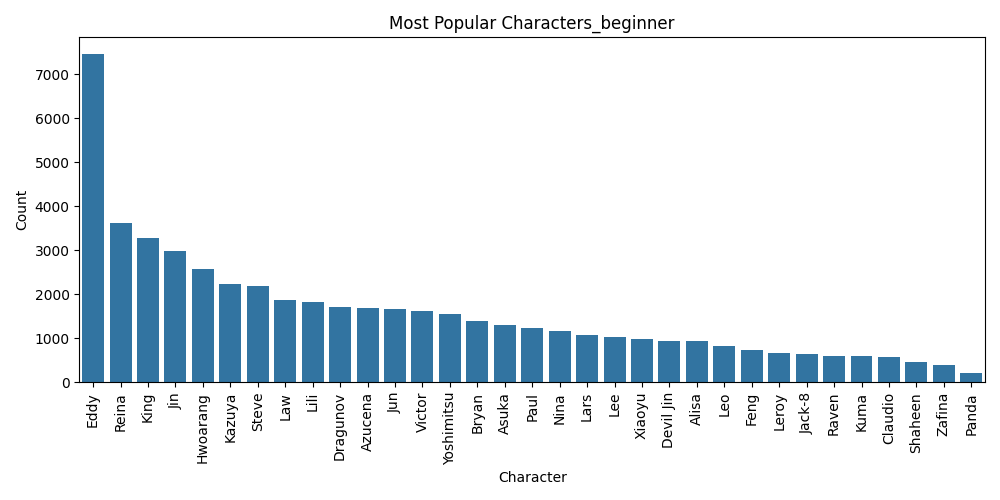 Most Popular Characters_beginner
7000
6000
5000
4000
3000
2000
1000
0
Count
Eddy
Reina
King
Jin
Hwoarang
Kazuya
Steve
Law
Lili
Dragunov
Azucena
Jun
Victor
Yoshimitsu
Bryan
Asuka
Paul
Nina
Lars
Lee
Xiaoyu
Devil Jin
Alisa
Leo
Feng
Leroy
Jack-8
Raven
Kuma
Claudio
Shaheen
Zafina
Panda
Character